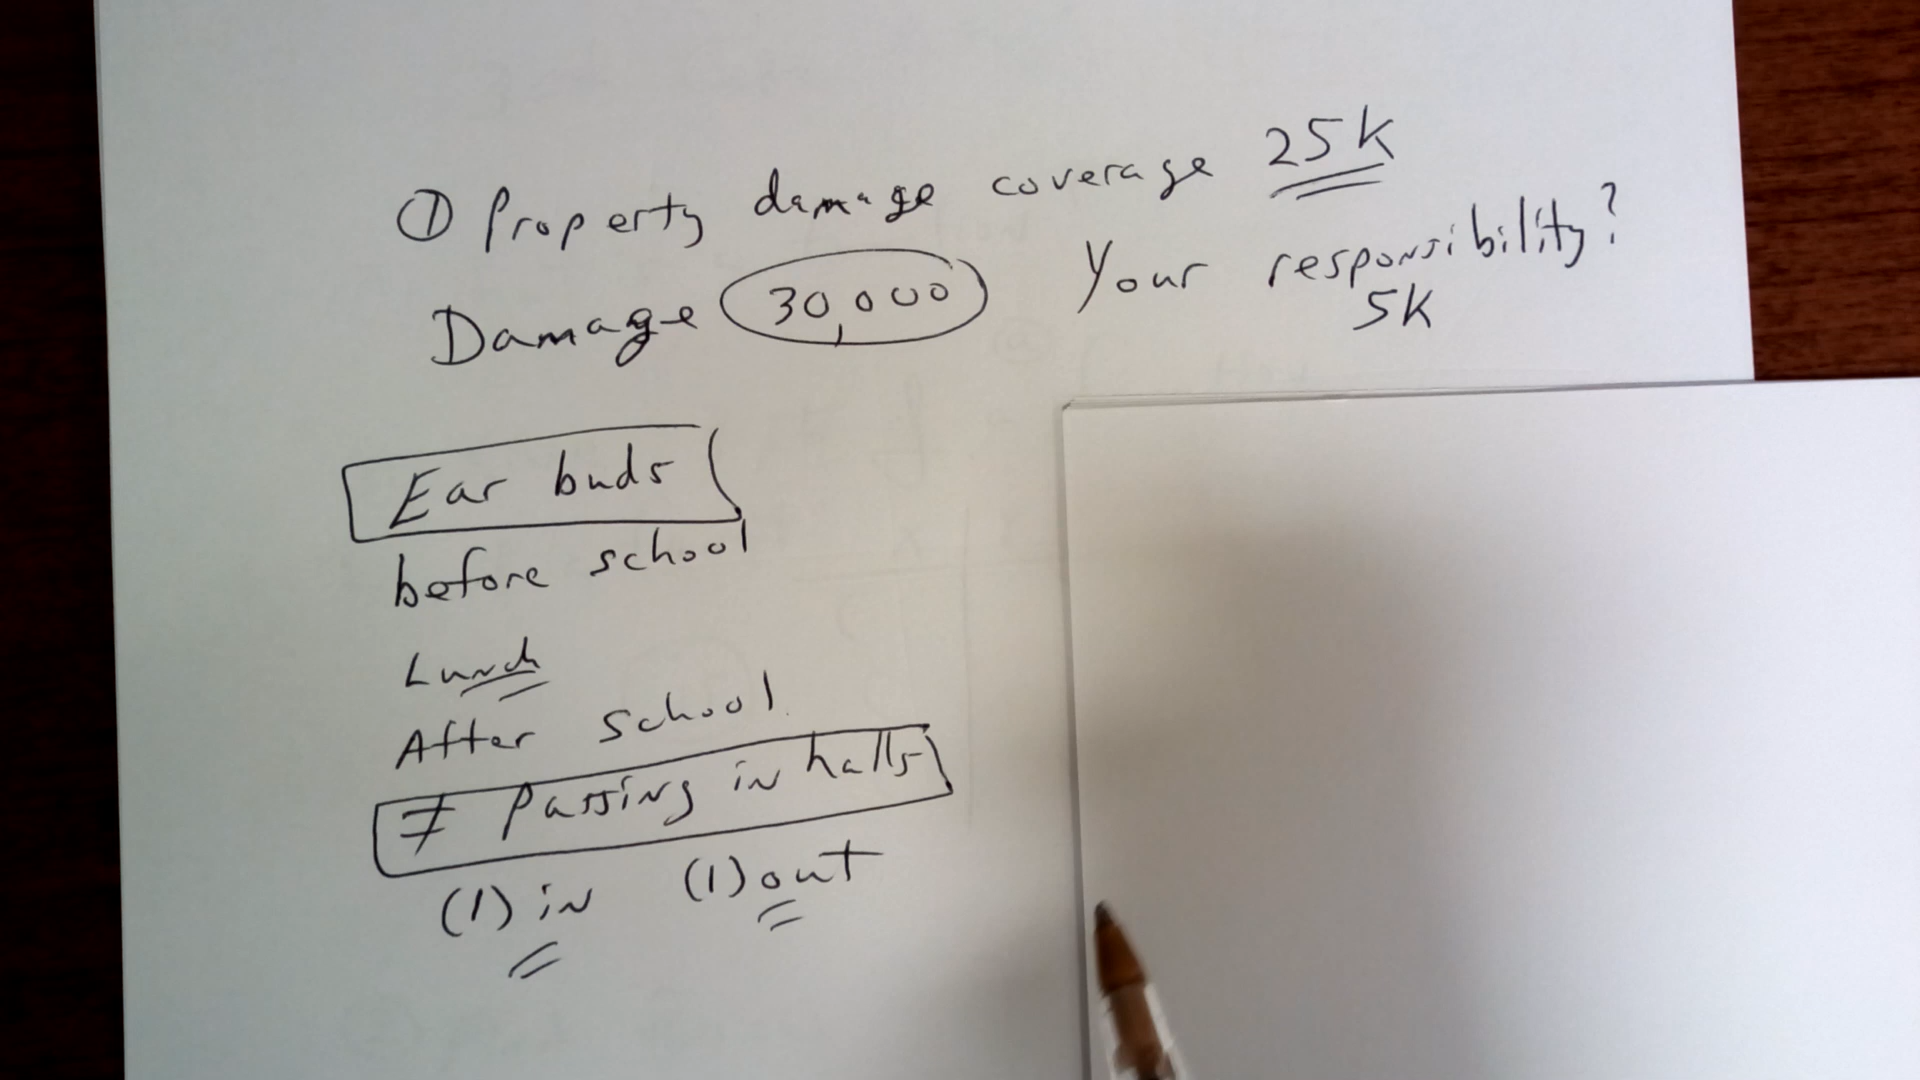 ① Property damage coverage 25K
Damage 30,000 Your responsibility?
5K
Ear buds
before school
Lunch
After school
≠ Passing in halls
(1) in (1) out